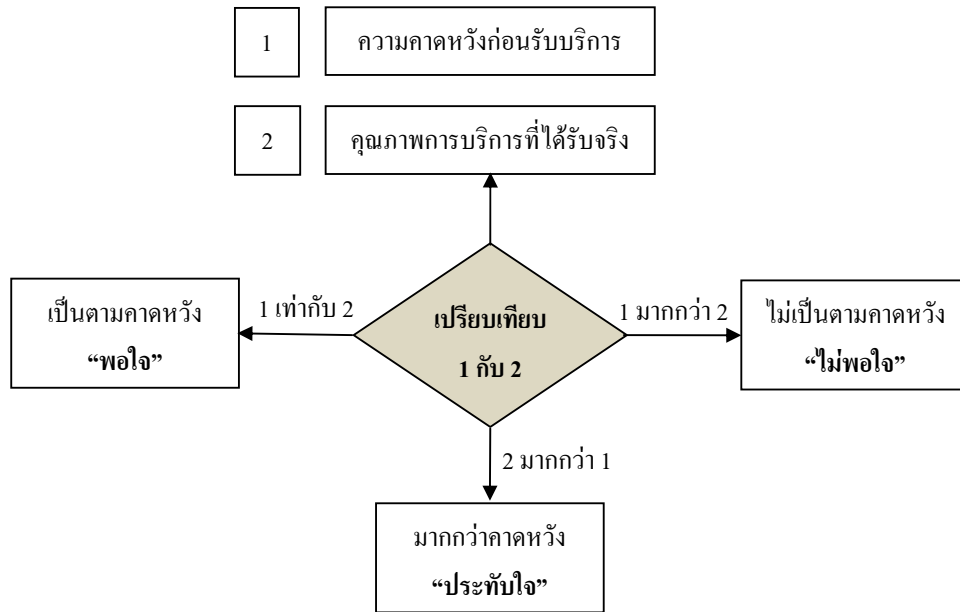 1
ความคาดหวังก่อนรับบริการ
2
คุณภาพการบริการที่ได้รับจริง
เป็นตามคาดหวัง
“พอใจ”
1 เท่ากับ 2
เปรียบเทียบ
1 กับ 2
1 มากกว่า 2
ไม่เป็นตามคาดหวัง
“ไม่พอใจ”
2 มากกว่า 1
มากกว่าคาดหวัง
“ประทับใจ”